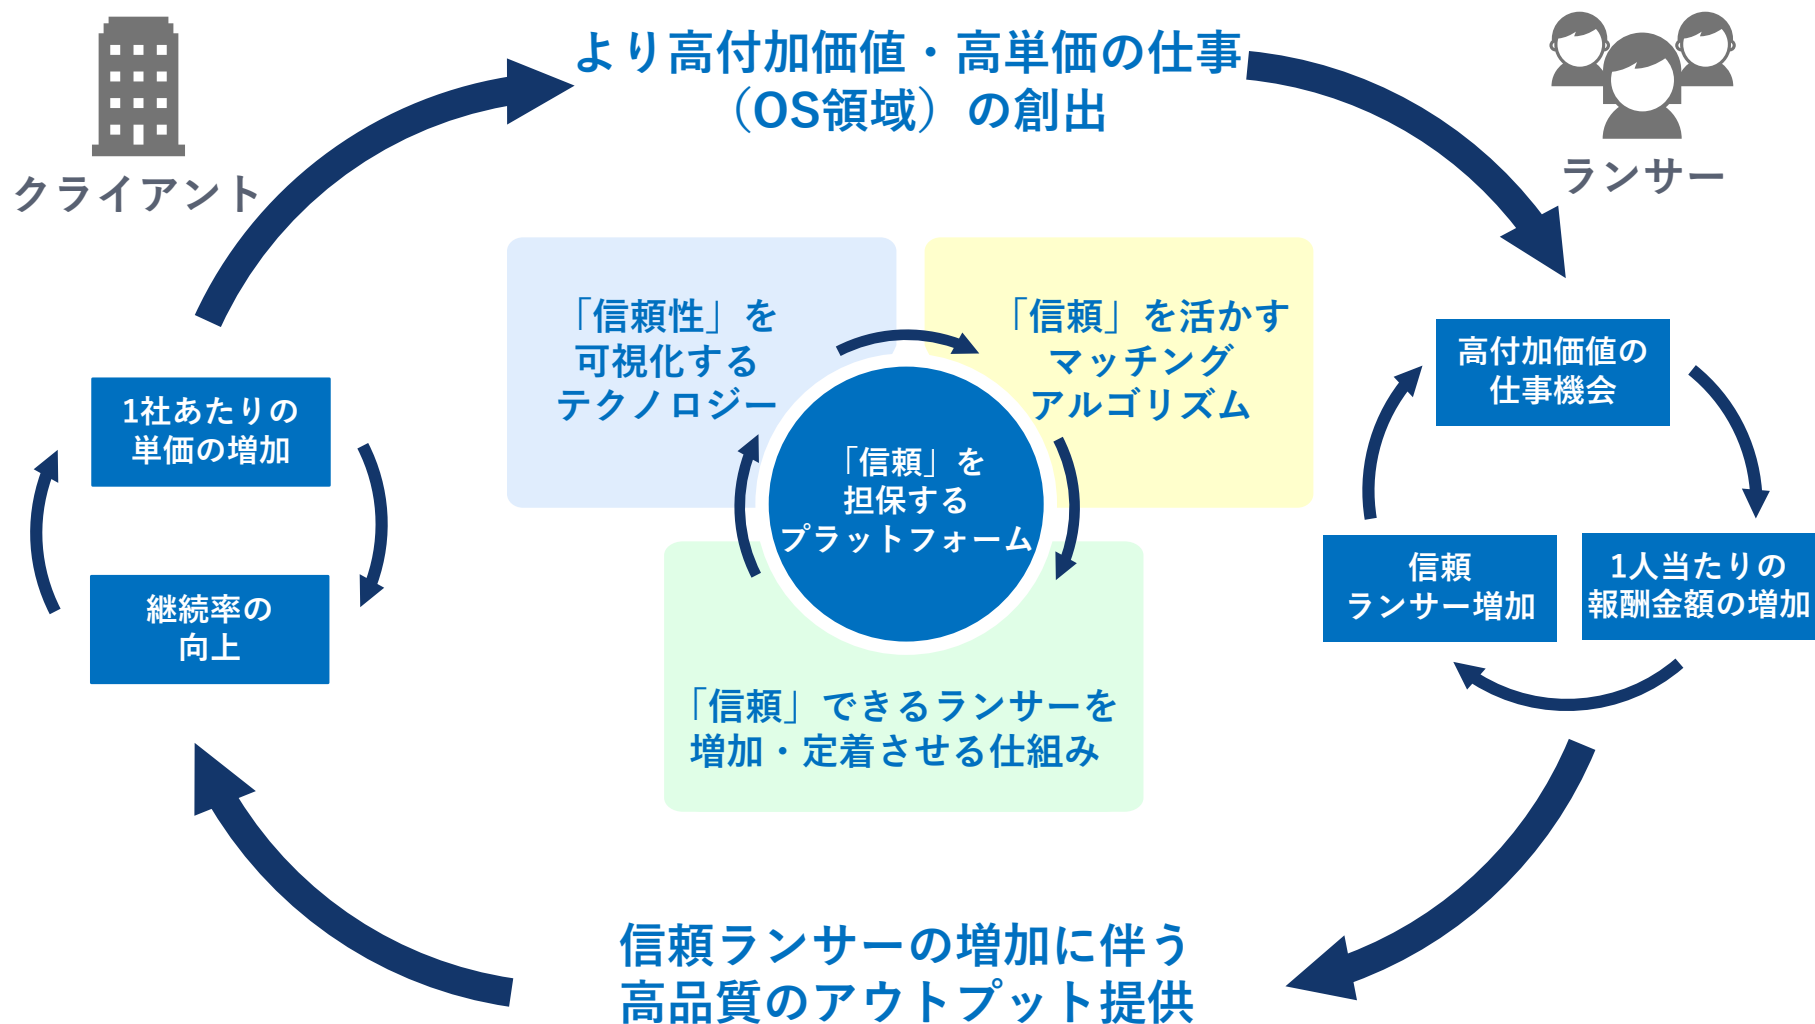 より高付加価値・高単価の仕事
（OS領域）の創出
クライアント
ランサー
「信頼性」を
可視化する
テクノロジー
「信頼」を活かす
マッチング
アルゴリズム
「信頼」を
担保する
プラットフォーム
「信頼」できるランサーを
増加・定着させる仕組み
1社あたりの
単価の増加
継続率の
向上
高付加価値の
仕事機会
信頼
ランサー増加
1人当たりの
報酬金額の増加
信頼ランサーの増加に伴う
高品質のアウトプット提供